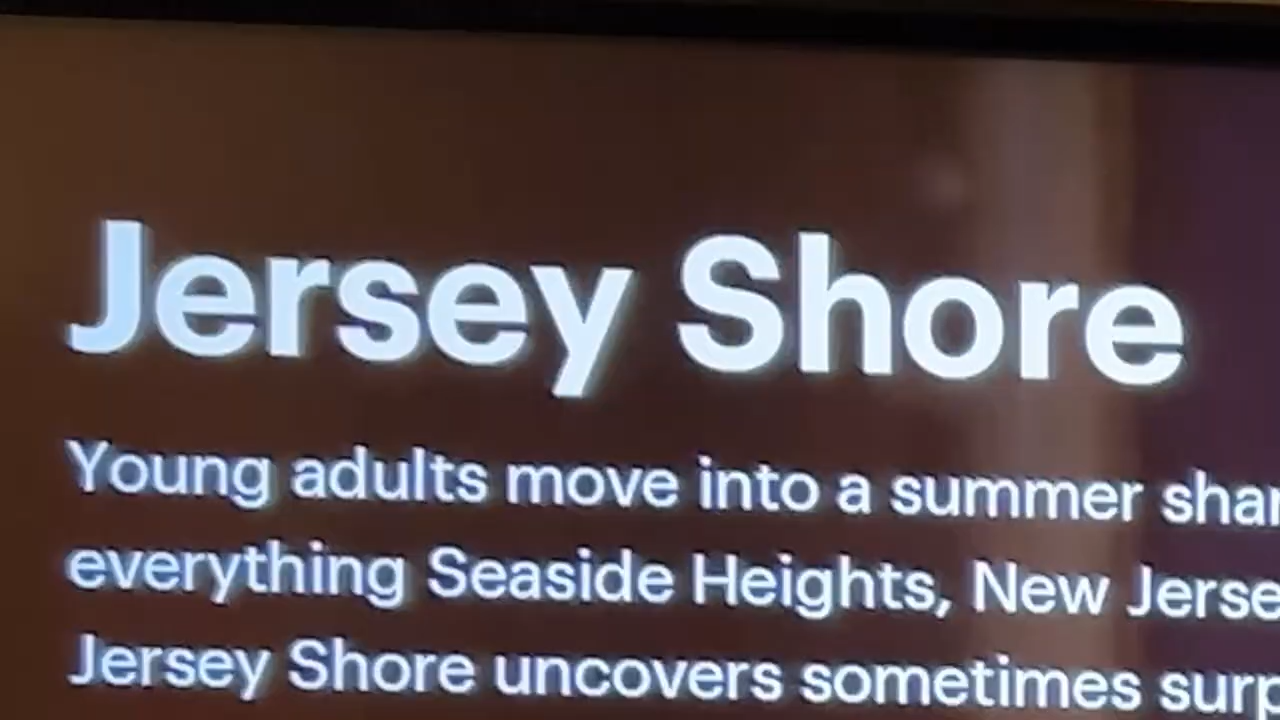 Jersey Shore
Young adults move into a summer
everything Seaside Heights, New
Jersey Shore uncovers sometimes